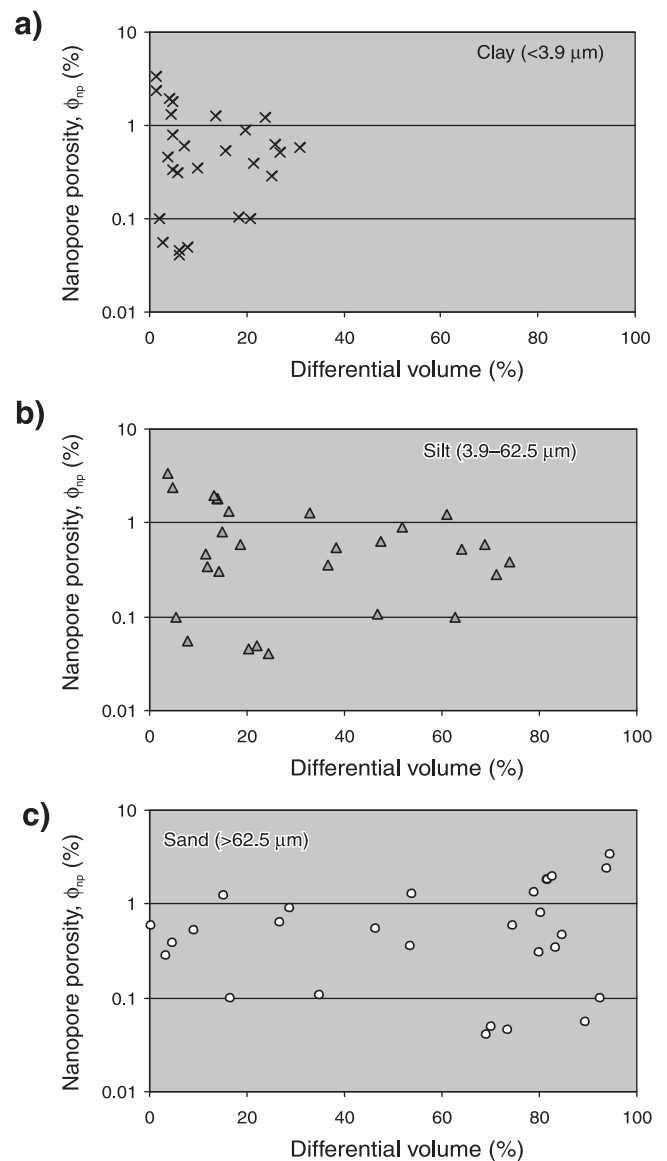 a)
10
1
0.1
0.01
Nanopore porosity, ϕnp (%)
Clay (<3.9 μm)
0 20 40 60 80 100
Differential volume (%)
b)
10
1
0.1
0.01
Nanopore porosity, ϕnp (%)
Silt (3.9–62.5 μm)
0 20 40 60 80 100
Differential volume (%)
c)
10
1
0.1
0.01
Nanopore porosity, ϕnp (%)
Sand (>62.5 μm)
0 20 40 60 80 100
Differential volume (%)